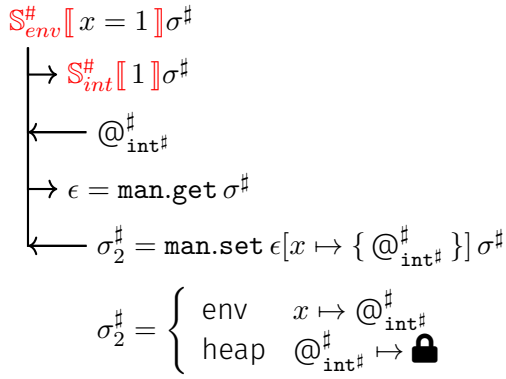 𝕊#env⟦ x = 1 ⟧σ♯
𝕊#int⟦ 1 ⟧σ♯
@♯int♯
ϵ = man.get σ♯
σ♯2 = man.set ϵ[x ↦ { @♯int♯ }] σ♯
σ♯2 = { env x ↦ @♯int♯
heap @♯int♯ ↦ 🔒